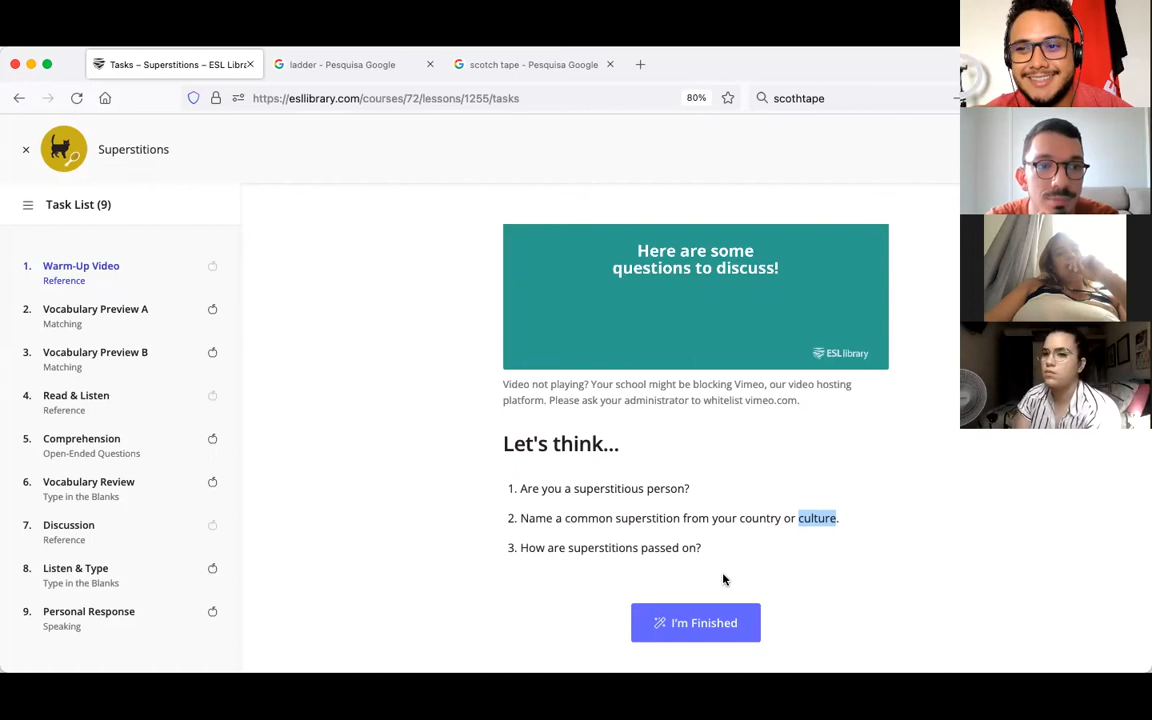 Tasks – Superstitions – ESL Libra
ladder - Pesquisa Google
scotch tape - Pesquisa Google
https://esllibrary.com/courses/72/lessons/1255/tasks
80%
scothtape
Superstitions
Task List (9)
1. Warm-Up Video
Reference
2. Vocabulary Preview A
Matching
3. Vocabulary Preview B
Matching
4. Read & Listen
Reference
5. Comprehension
Open-Ended Questions
6. Vocabulary Review
Type in the Blanks
7. Discussion
Reference
8. Listen & Type
Type in the Blanks
9. Personal Response
Speaking
Here are some
questions to discuss!
ESL library
Video not playing? Your school might be blocking Vimeo, our video hosting
platform. Please ask your administrator to whitelist vimeo.com.
Let's think...
1. Are you a superstitious person?
2. Name a common superstition from your country or culture.
3. How are superstitions passed on?
I'm Finished